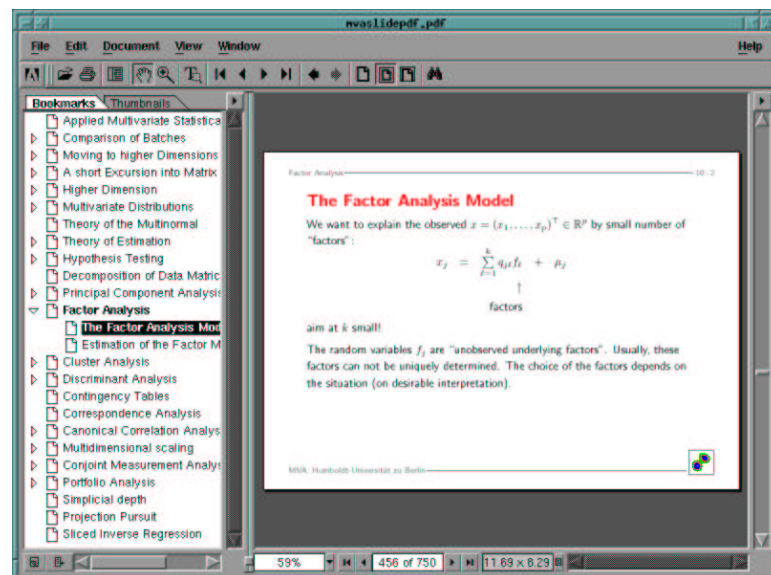 mvaslidepdf.pdf
File Edit Document View Window Help
Bookmarks Thumbnails
Applied Multivariate Statistica
Comparison of Batches
Moving to higher Dimensions
A short Excursion into Matrix
Higher Dimension
Multivariate Distributions
Theory of the Multinormal
Theory of Estimation
Hypothesis Testing
Decomposition of Data Matric
Principal Component Analysis
Factor Analysis
The Factor Analysis Mod
Estimation of the Factor M
Cluster Analysis
Discriminant Analysis
Contingency Tables
Correspondence Analysis
Canonical Correlation Analys
Multidimensional scaling
Conjoint Measurement Analys
Portfolio Analysis
Simplicial depth
Projection Pursuit
Sliced Inverse Regression
Factor Analysis
The Factor Analysis Model
We want to explain the observed x = (x₁, . . . , xₚ)⊤ ∈ ℝᵖ by small number of
"factors" :
xⱼ = ∑_{ℓ=1}^{k} q_{jℓ} f_ℓ + μⱼ
↑
factors
aim at k small!
The random variables fⱼ are "unobserved underlying factors". Usually, these
factors can not be uniquely determined. The choice of the factors depends on
the situation (on desirable interpretation).
MVA: Humboldt-Universität zu Berlin
59% 456 of 750 11.69 x 8.29